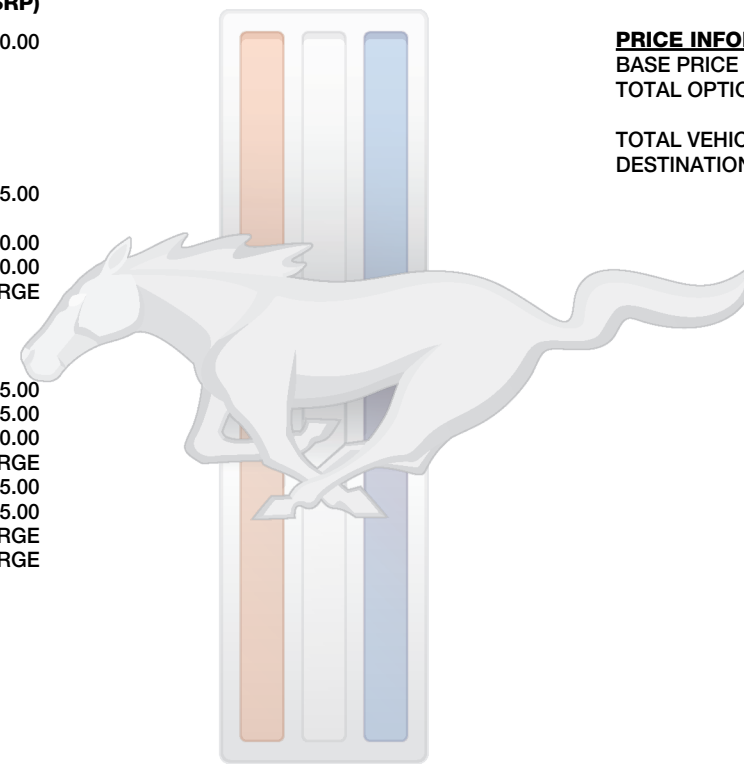 SRP)
0.00
5.00
0.00
0.00
RGE
5.00
5.00
0.00
RGE
5.00
5.00
RGE
RGE
PRICE INFO
BASE PRICE
TOTAL OPTIO
TOTAL VEHIC
DESTINATION